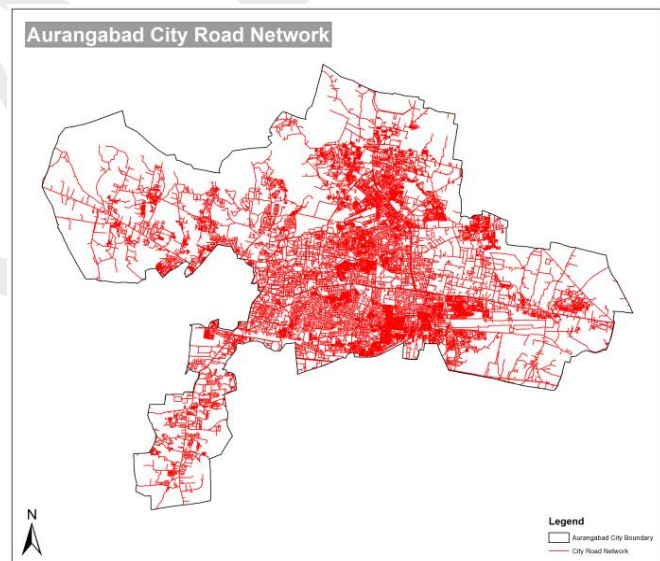 Aurangabad City Road Network
N
Legend
Aurangabad City Boundary
City Road Network